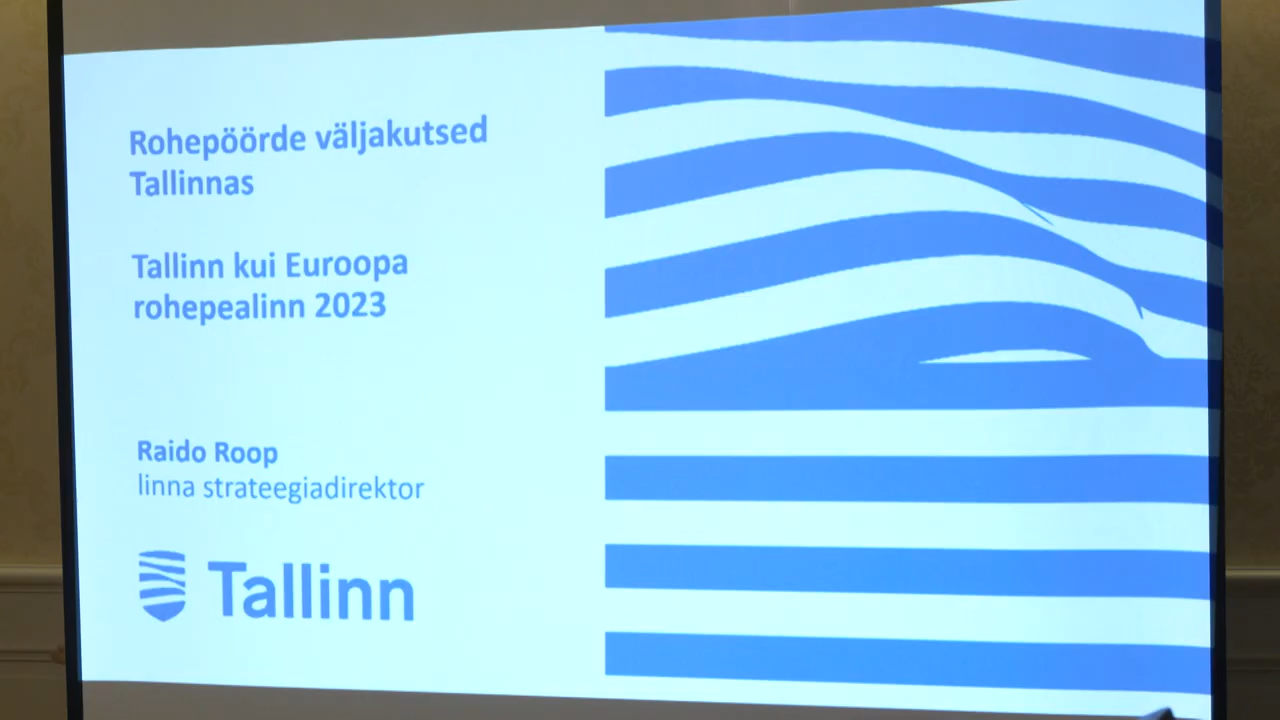 Rohepöörde väljakutsed
Tallinnas
Tallinn kui Euroopa
rohepealinn 2023
Raido Roop
linna strateegiadirektor
Tallinn